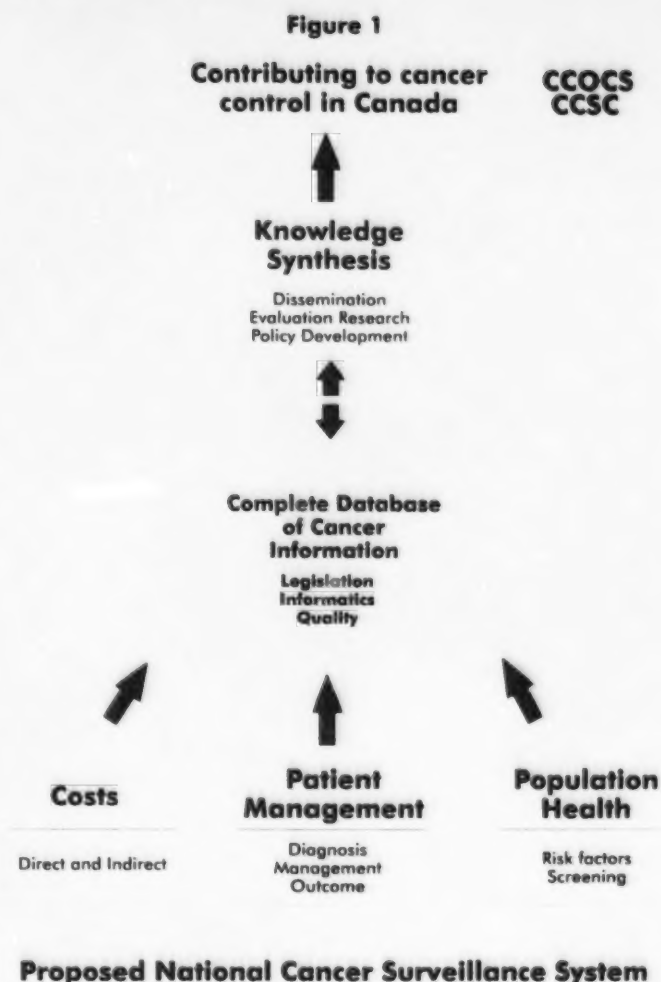 Figure 1
Contributing to cancer
control in Canada
CCOCS
CCSC
Knowledge
Synthesis
Dissemination
Evaluation Research
Policy Development
Complete Database
of Cancer
Information
Legislation
Informatics
Quality
Costs
Direct and Indirect
Patient
Management
Diagnosis
Management
Outcome
Population
Health
Risk factors
Screening
Proposed National Cancer Surveillance System